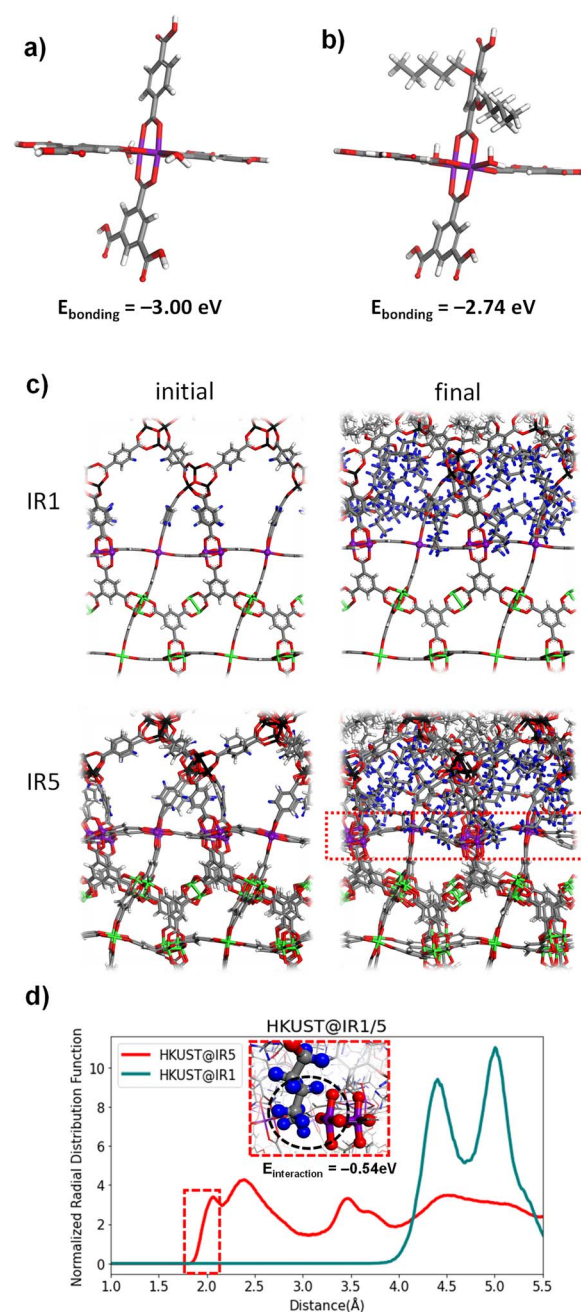 a)
b)
E_bonding = –3.00 eV
E_bonding = –2.74 eV
c)
initial
final
IR1
IR5
d)
HKUST@IR1/5
HKUST@IR5
HKUST@IR1
E_interaction = –0.54eV
Normalized Radial Distribution Function
10
8
6
4
2
0
1.0 1.5 2.0 2.5 3.0 3.5 4.0 4.5 5.0 5.5
Distance(Å)